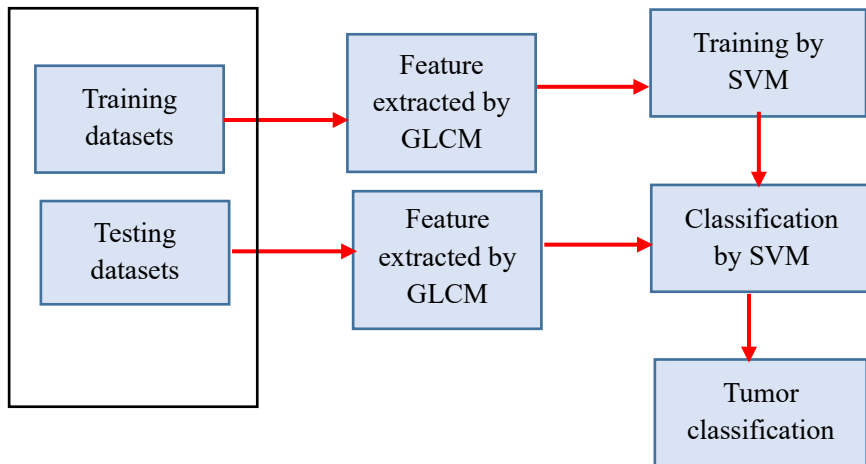 Training
datasets
Feature
extracted by
GLCM
Training by
SVM
Testing
datasets
Feature
extracted by
GLCM
Classification
by SVM
Tumor
classification